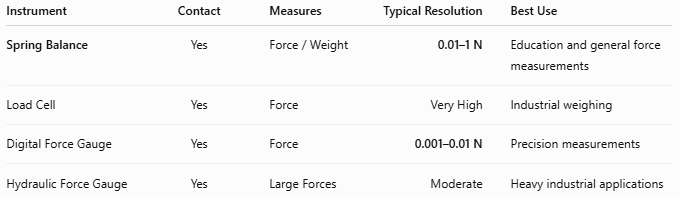 Instrument Contact Measures Typical Resolution Best Use
Spring Balance Yes Force / Weight 0.01–1 N Education and general force
measurements
Load Cell Yes Force Very High Industrial weighing
Digital Force Gauge Yes Force 0.001–0.01 N Precision measurements
Hydraulic Force Gauge Yes Large Forces Moderate Heavy industrial applications